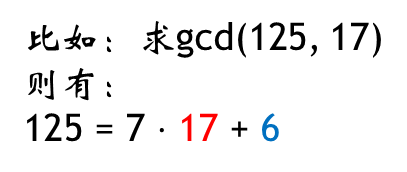 比如：求gcd(125, 17)
则有：
125 = 7 · 17 + 6